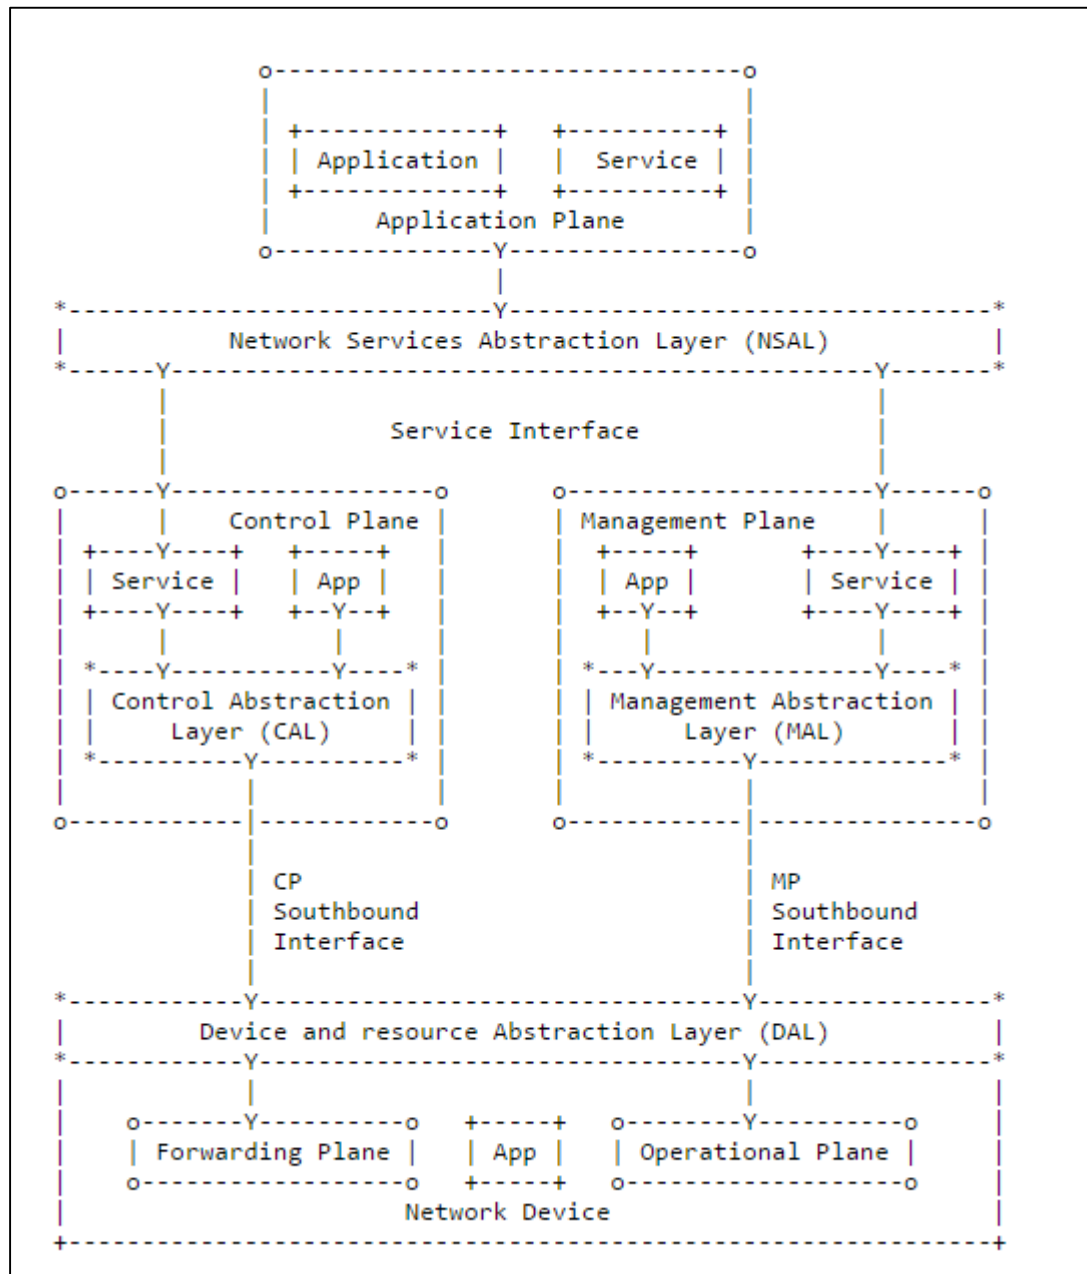 Application Service
Application Plane
Network Services Abstraction Layer (NSAL)
Service Interface
Control Plane Management Plane
Service App App Service
Control Abstraction Management Abstraction
Layer (CAL) Layer (MAL)
CP MP
Southbound Southbound
Interface Interface
Device and resource Abstraction Layer (DAL)
Forwarding Plane App Operational Plane
Network Device